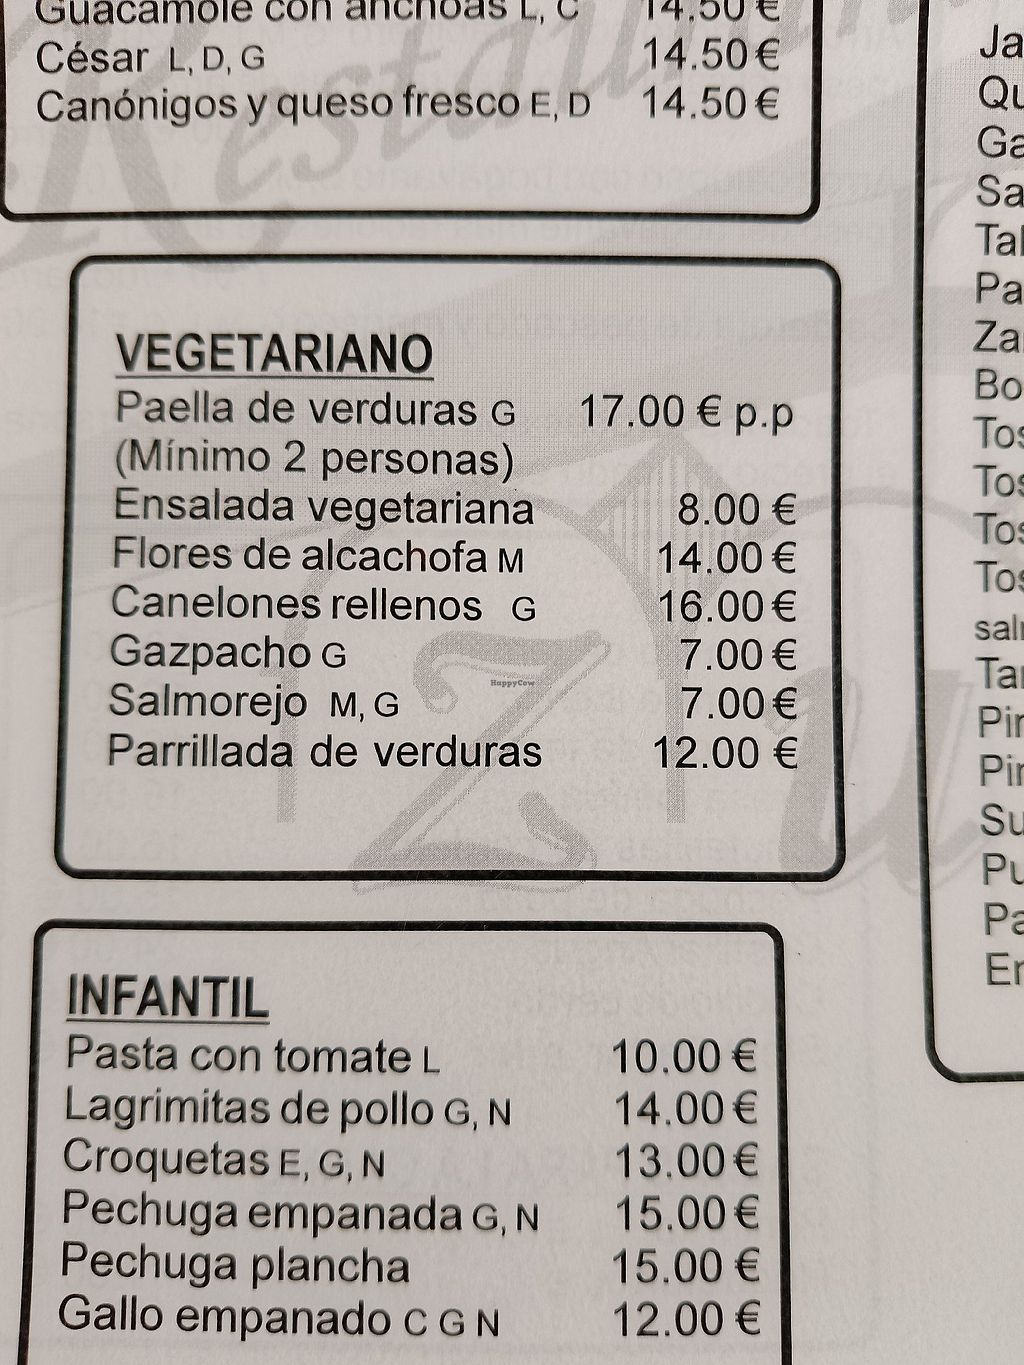 Guacamole con anchoas L, C 14.50 €
César L, D, G 14.50 €
Canónigos y queso fresco E, D 14.50 €
VEGETARIANO
Paella de verduras G 17.00 € p.p
(Mínimo 2 personas)
Ensalada vegetariana 8.00 €
Flores de alcachofa M 14.00 €
Canelones rellenos G 16.00 €
Gazpacho G 7.00 €
HappyCow
Salmorejo M, G 7.00 €
Parrillada de verduras 12.00 €
INFANTIL
Pasta con tomate L 10.00 €
Lagrimitas de pollo G, N 14.00 €
Croquetas E, G, N 13.00 €
Pechuga empanada G, N 15.00 €
Pechuga plancha 15.00 €
Gallo empanado C G N 12.00 €